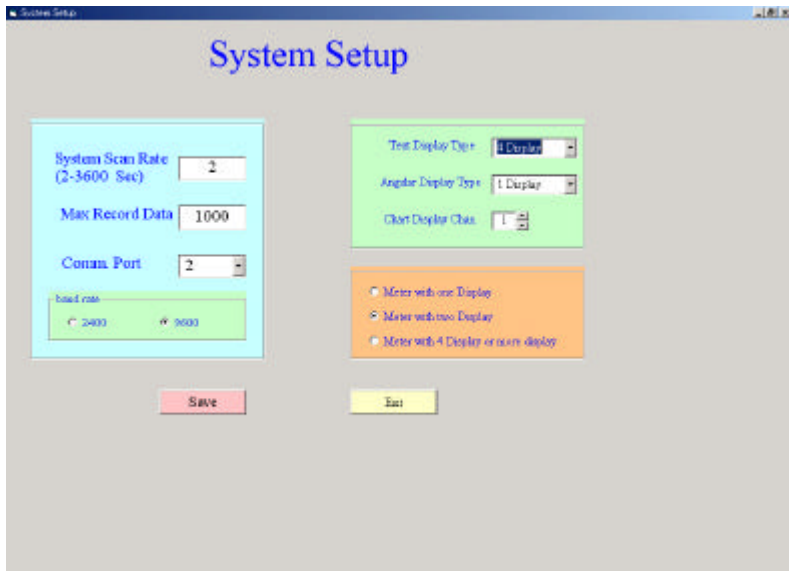 System Setup
System Setup
System Scan Rate
(2-3600 Sec)
2
Max Record Data
1000
Comm. Port
2
baud rate
2400
9600
Text Display Type
4 Display
Angular Display Type
1 Display
Chart Display Chan.
1
Meter with one Display
Meter with two Display
Meter with 4 Display or more display
Save
Exit